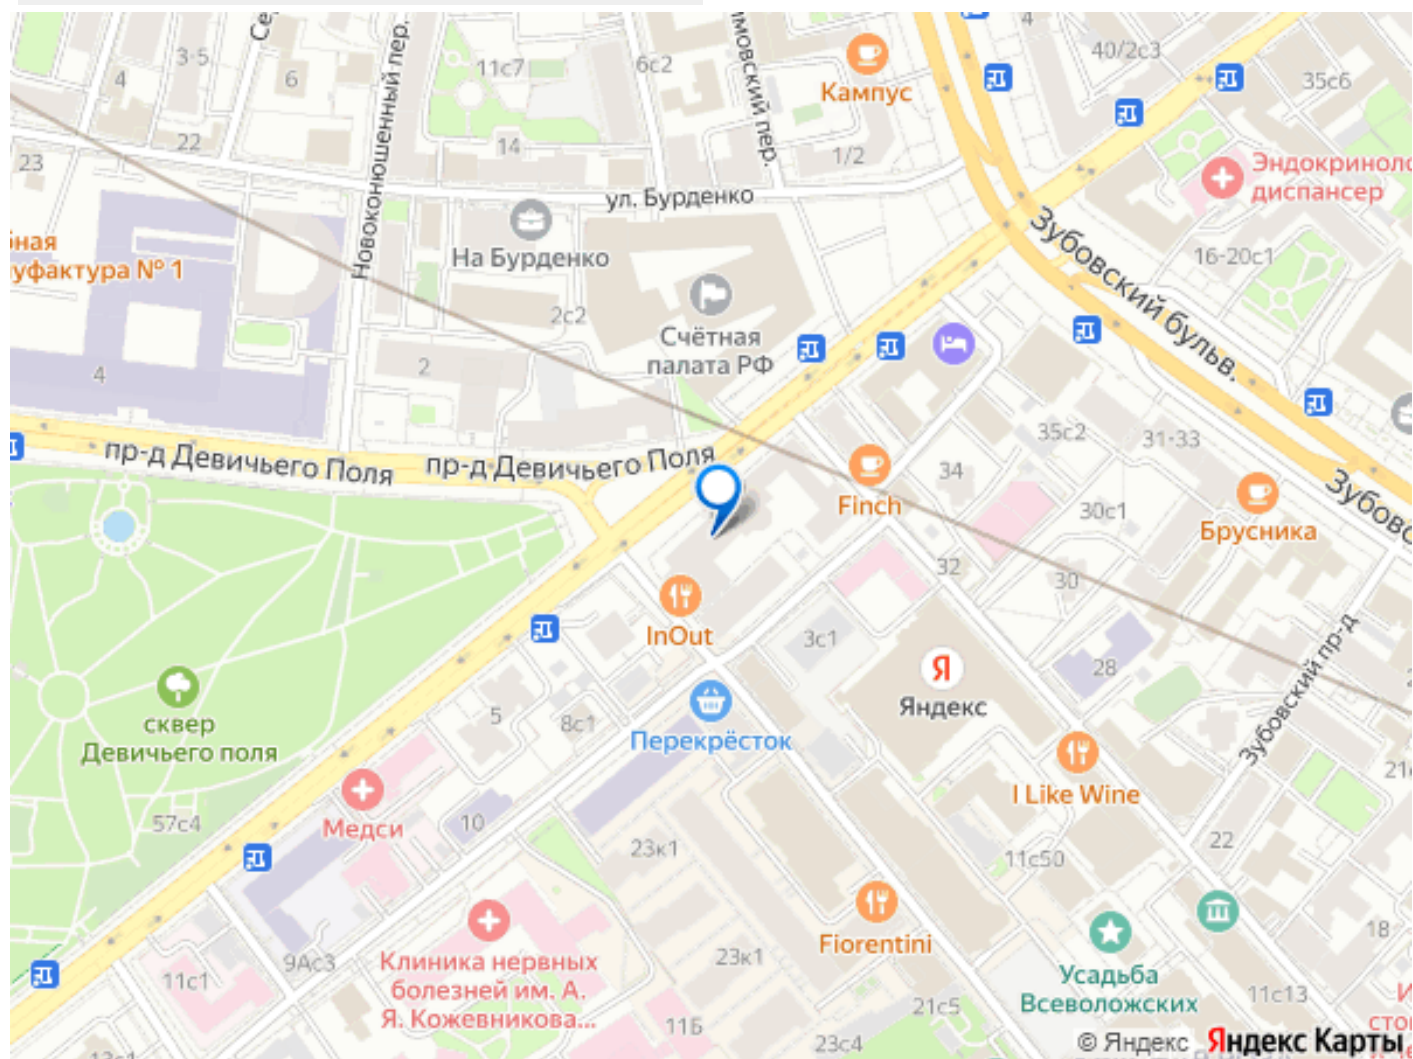 3-5
4
6
11с7
6с2
Кампус
4
40/2с3
35с6
22
23
14
1/2
Новоконюшенный пер.
ул. Бурденко
Эндокриноло
диспансер
На Бурденко
уфактура № 1
Зубовский бульв.
16-20с1
2с2
Счётная
палата РФ
2
4
пр-д Девичьего Поля
пр-д Девичьего Поля
35с2
31-33
34
Finch
30с1
Брусника
32
30
InOut
3с1
28
Зубовский пр-д
Яндекс
сквер
Девичьего поля
5
8с1
Перекрёсток
I Like Wine
57с4
Медси
10
23к1
11с50
22
Fiorentini
18
9Ас3
11с1
Клиника нервных
болезней им. А.
Я. Кожевникова...
23к1
Усадьба
Всеволожских
21с5
11с13
11Б
23с4
© Яндекс Яндекс Карты